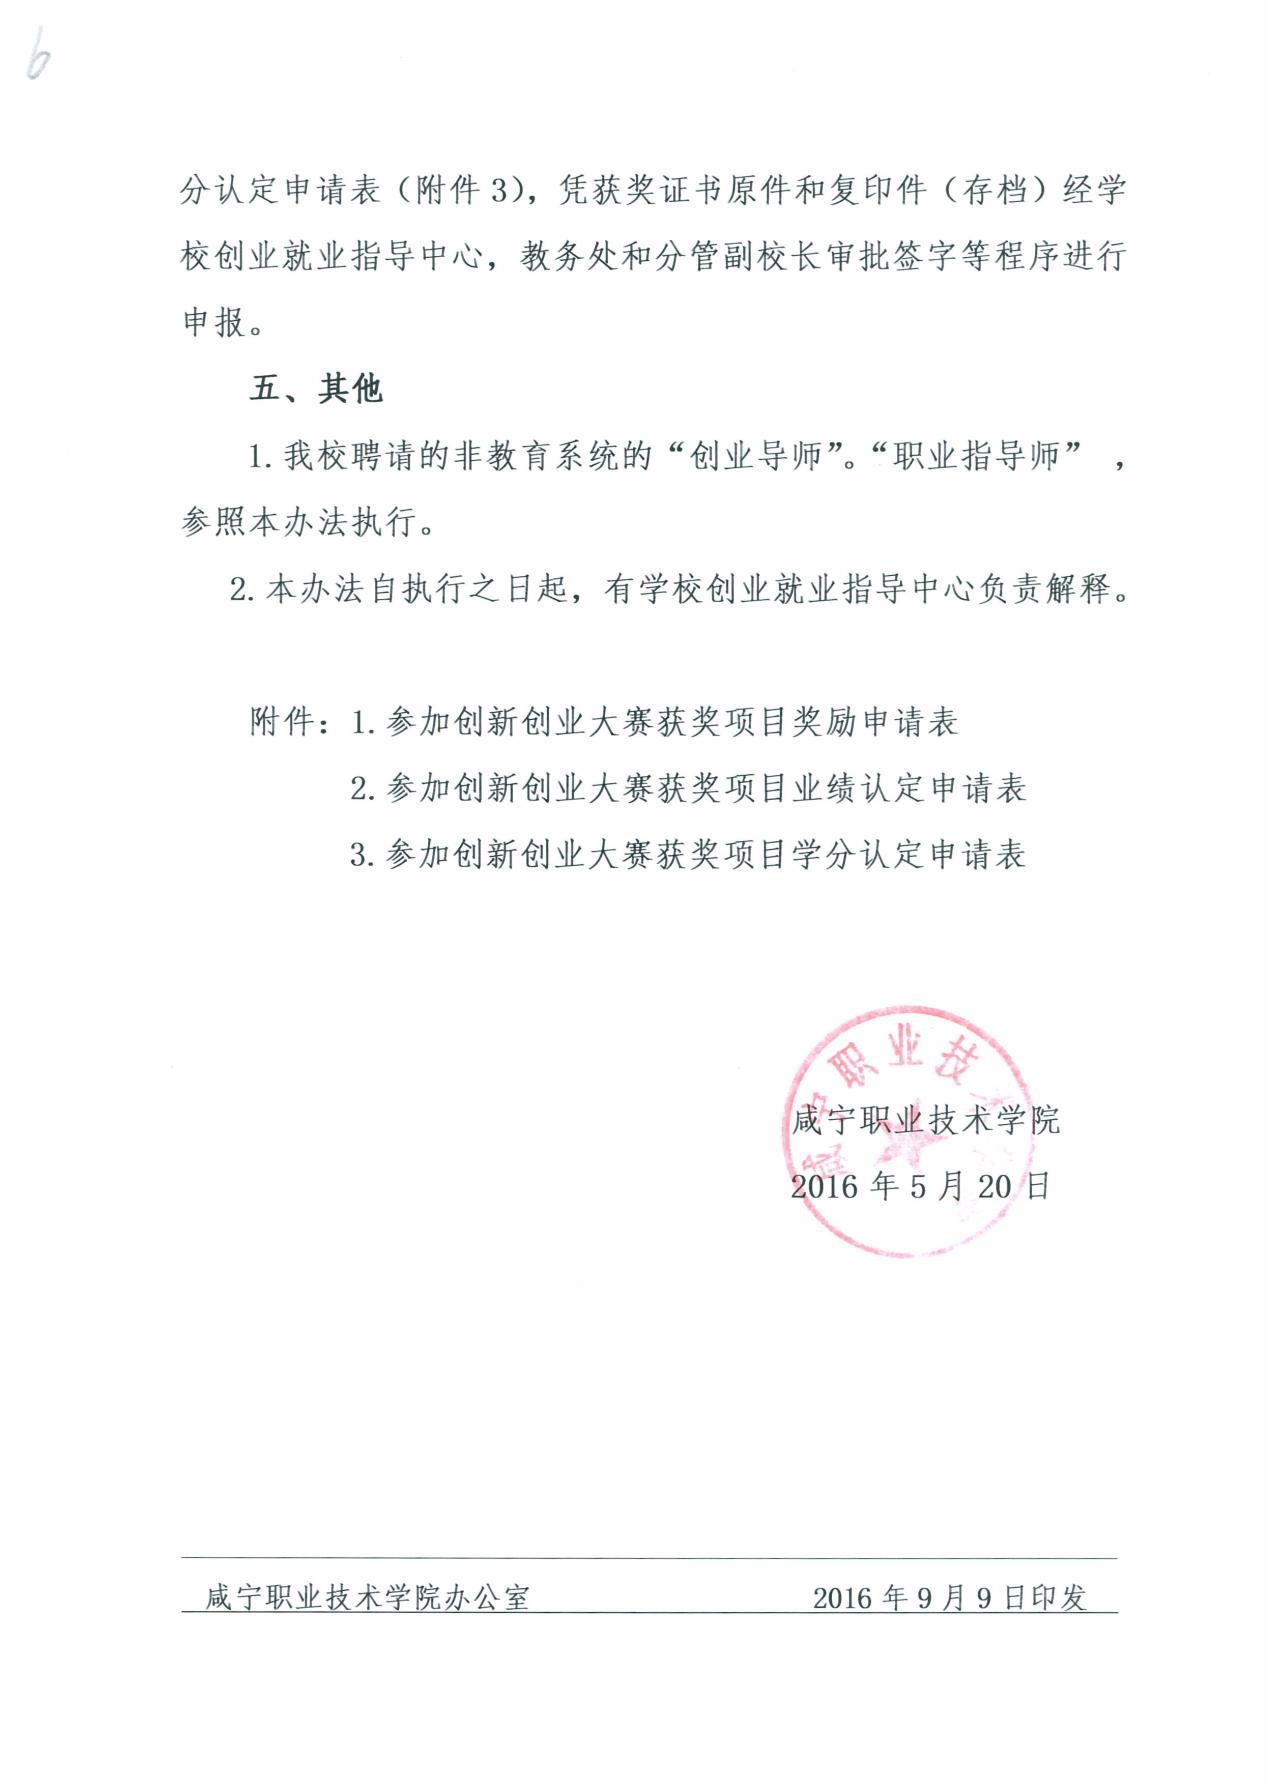 6
分认定申请表（附件 3），凭获奖证书原件和复印件（存档）经学
校创业就业指导中心，教务处和分管副校长审批签字等程序进行
申报。
五、其他
1. 我校聘请的非教育系统的“创业导师”。“职业指导师” ，
参照本办法执行。
2. 本办法自执行之日起，有学校创业就业指导中心负责解释。
附件：1. 参加创新创业大赛获奖项目奖励申请表
2. 参加创新创业大赛获奖项目业绩认定申请表
3. 参加创新创业大赛获奖项目学分认定申请表
咸宁职业技术
咸宁职业技术学院
2016 年 5 月 20 日
咸宁职业技术学院办公室 2016 年 9 月 9 日印发